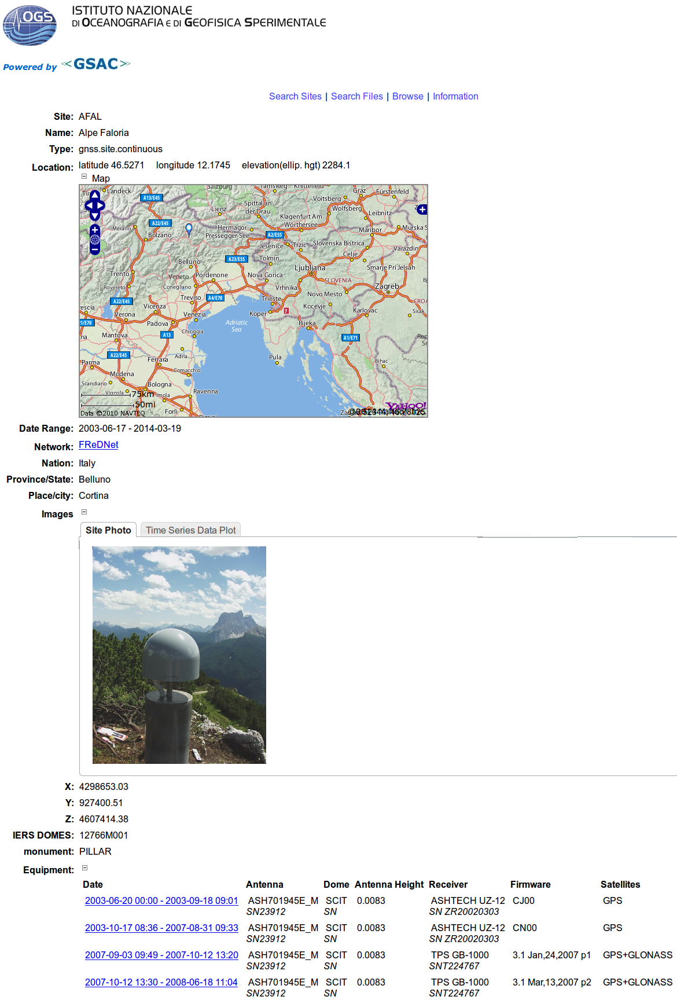 OGS
ISTITUTO NAZIONALE
DI OCEANOGRAFIA E DI GEOFISICA SPERIMENTALE
Powered by <<GSAC>>
Search Sites | Search Files | Browse | Information
Site: AFAL
Name: Alpe Faloria
Type: gnss.site.continuous
Location: latitude 46.5271 longitude 12.1745 elevation(ellip. hgt) 2284.1
Map
Salzburg Tamsweg Knittelfeld
Landeck Graz Fürstenfeld
A13/E45 Voitsberg
Lienz Spittal an der Drau Wolfsberg Leibnitz
Klagenfurt Am Wörthersee
A22/E45
Merano Hermagor-Pressegger See Maribor Murska S
Bolzano A2/E55
Jesenice Trzic Slovenska Bistrica Varazdin
A23/E55 Tolmin Celje
Belluno Ljubljana Smarje Pri Jelsah
Trento Veneto Pordenone Nova Gorica SLOVENIA
Rovereto Conegliano Vrhnika Zagreb
Treviso A4/E70 Trieste Novo Mesto
A22/E45 Vicenza Kocevje CROA
escia Verona Venezia Koper 7 Karlovac Sisak
1/E70 Padova Adriatic Sea Rijeka
na Mantova A13 Chioggia A1/E71
A22/E45 Adria
Parma Ferrara Pula Bihac'
Modena Comacchio
Scandiano Bologna
Vignola 75km Imola Ravenna
50mi Forli YAHOO!
Data ©2010 NAVTEQ Rimini
Date Range: 2003-06-17 - 2014-03-19
Network: FReDNet
Nation: Italy
Province/State: Belluno
Place/city: Cortina
Images
Site Photo Time Series Data Plot
X: 4298653.03
Y: 927400.51
Z: 4607414.38
IERS DOMES: 12766M001
monument: PILLAR
Equipment:
Date Antenna Dome Antenna Height Receiver Firmware Satellites
2003-06-20 00:00 - 2003-09-18 09:01 ASH701945E_M SCIT 0.0083 ASHTECH UZ-12 CJ00 GPS
SN23912 SN SN ZR20020303
2003-10-17 08:36 - 2007-08-31 09:33 ASH701945E_M SCIT 0.0083 ASHTECH UZ-12 CN00 GPS
SN23912 SN SN ZR20020303
2007-09-03 09:49 - 2007-10-12 13:20 ASH701945E_M SCIT 0.0083 TPS GB-1000 3.1 Jan,24,2007 p1 GPS+GLONASS
SN23912 SN SNT224767
2007-10-12 13:30 - 2008-06-18 11:04 ASH701945E_M SCIT 0.0083 TPS GB-1000 3.1 Mar,13,2007 p2 GPS+GLONASS
SN23912 SN SNT224767